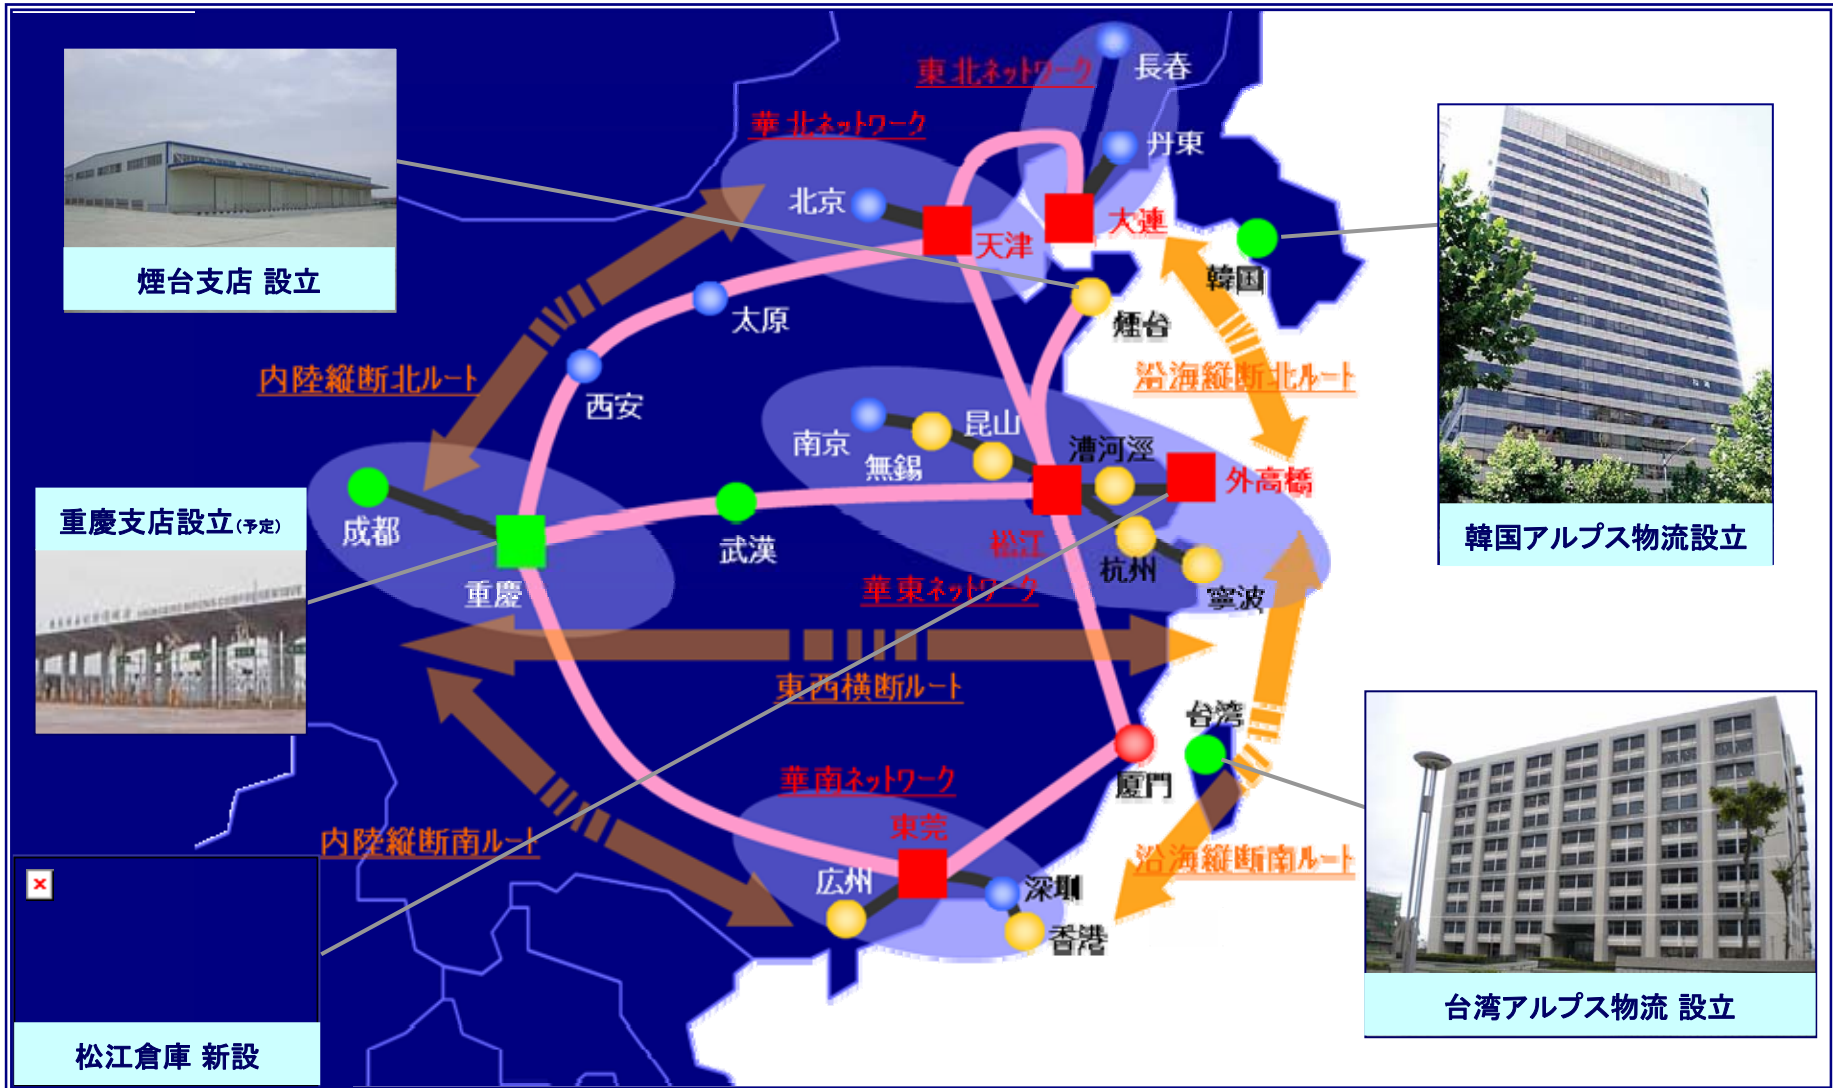 東北ネットワーク
長春
華北ネットワーク
丹東
北京
天津
大連
韓国
煙台支店 設立
太原
煙台
内陸縦断北ルート
西安
沿海縦断北ルート
南京
昆山
無錫
漕河涇
外高橋
成都
重慶支店設立(予定)
武漢
松江
杭州
韓国アルプス物流設立
重慶
華東ネットワーク
寧波
東西横断ルート
台湾
華南ネットワーク
廈門
東莞
内陸縦断南ルート
沿海縦断南ルート
広州
深圳
香港
台湾アルプス物流 設立
松江倉庫 新設